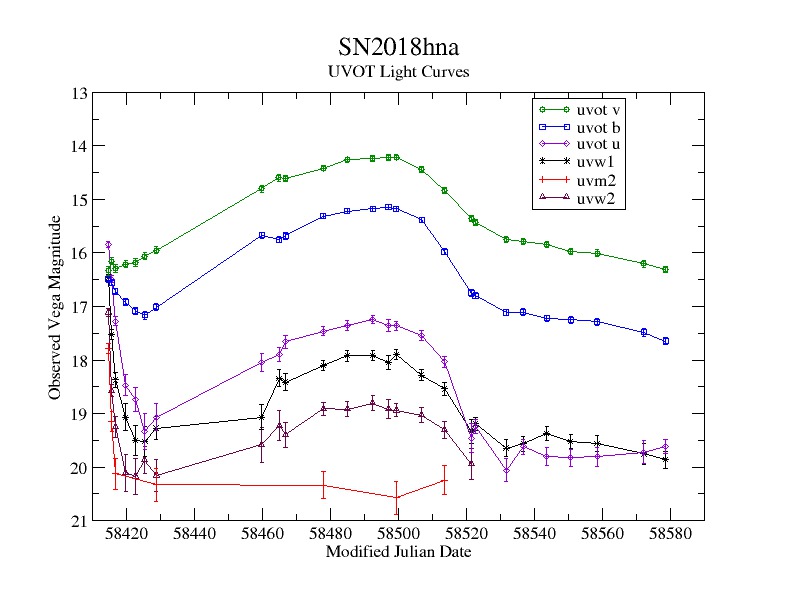 SN2018hna
UVOT Light Curves
uvot v
uvot b
uvot u
uvw1
uvm2
uvw2
Observed Vega Magnitude
13
14
15
16
17
18
19
20
21
58420 58440 58460 58480 58500 58520 58540 58560 58580
Modified Julian Date